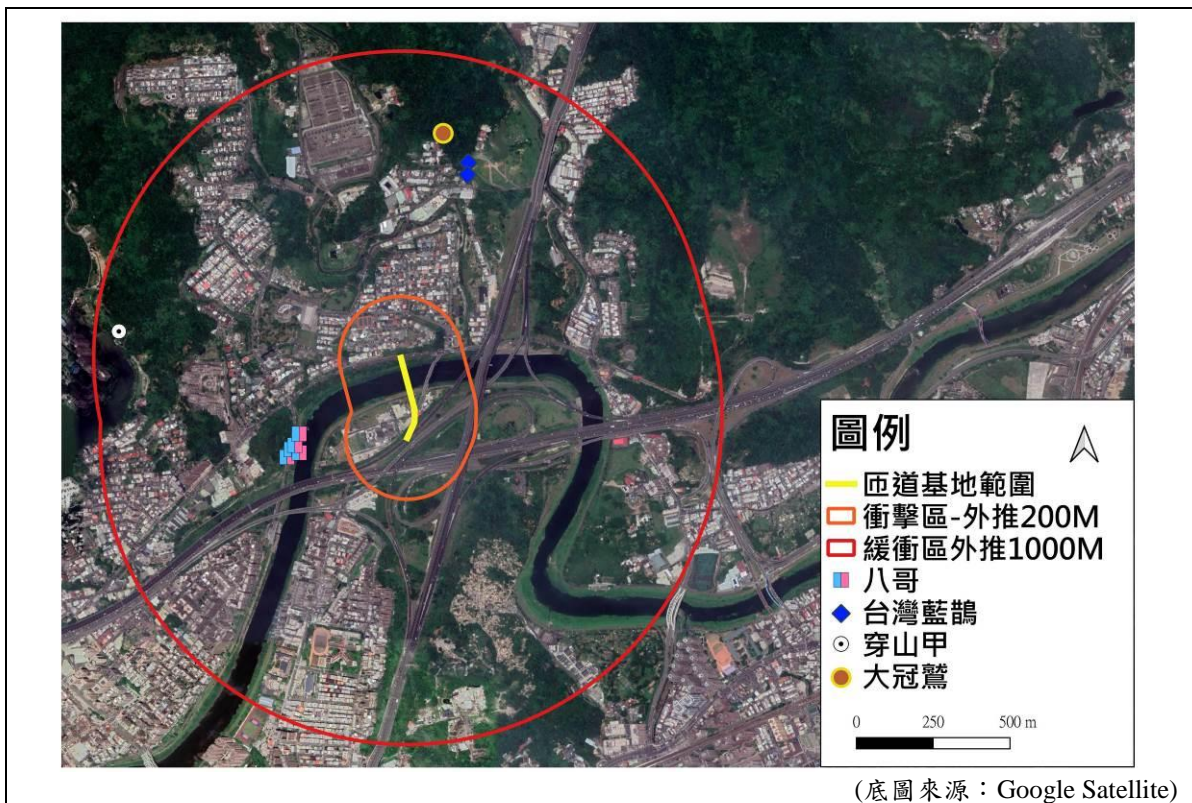 圖例
匝道基地範圍
衝擊區-外推200M
緩衝區外推1000M
八哥
台灣藍鵲
穿山甲
大冠鷲
0 250 500 m
(底圖來源：Google Satellite)